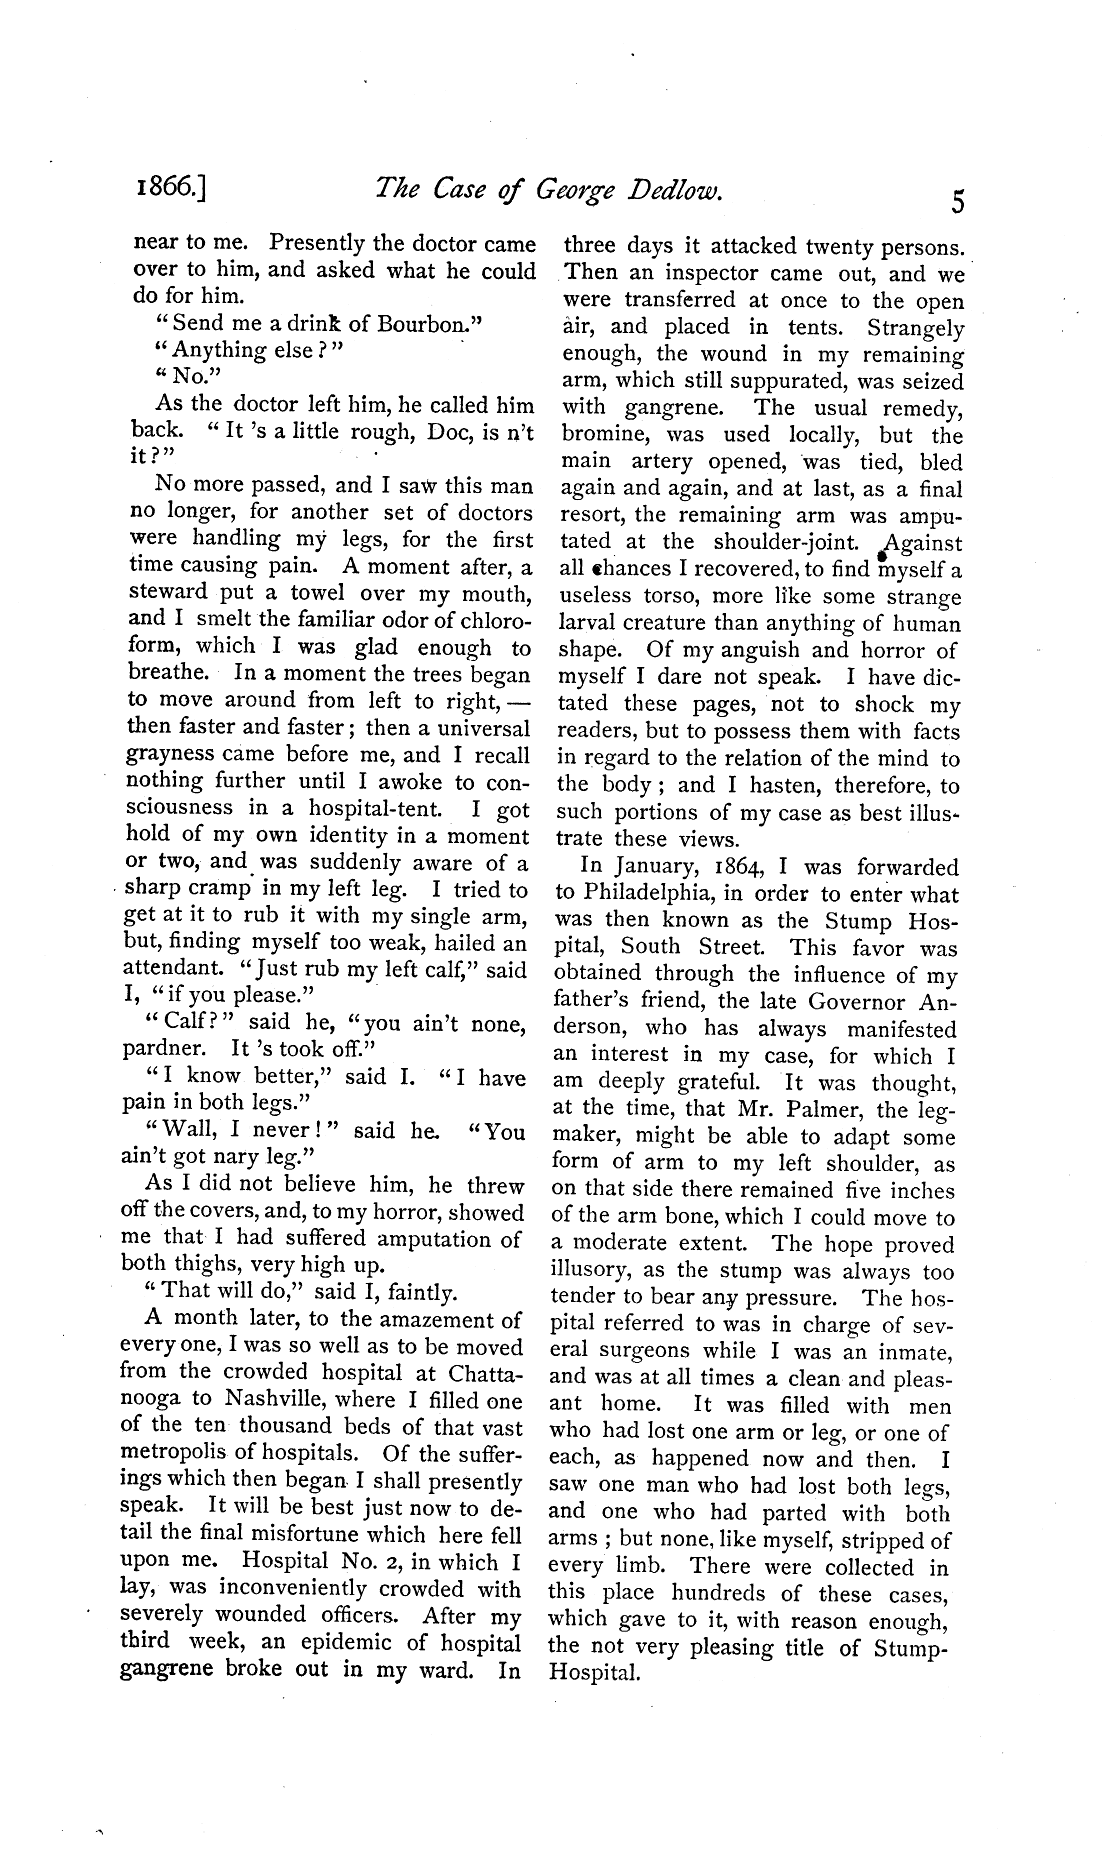 1866.]
The Case of George Dedlow.
5
near to me. Presently the doctor came
over to him, and asked what he could
do for him.
"Send me a drink of Bourbon."
"Anything else?"
"No."
As the doctor left him, he called him
back. "It 's a little rough, Doc, is n't
it?"
No more passed, and I saw this man
no longer, for another set of doctors
were handling my legs, for the first
time causing pain. A moment after, a
steward put a towel over my mouth,
and I smelt the familiar odor of chloro-
form, which I was glad enough to
breathe. In a moment the trees began
to move around from left to right, —
then faster and faster; then a universal
grayness came before me, and I recall
nothing further until I awoke to con-
sciousness in a hospital-tent. I got
hold of my own identity in a moment
or two, and was suddenly aware of a
sharp cramp in my left leg. I tried to
get at it to rub it with my single arm,
but, finding myself too weak, hailed an
attendant. "Just rub my left calf," said
I, "if you please."
"Calf?" said he, "you ain't none,
pardner. It 's took off."
"I know better," said I. "I have
pain in both legs."
"Wall, I never!" said he. "You
ain't got nary leg."
As I did not believe him, he threw
off the covers, and, to my horror, showed
me that I had suffered amputation of
both thighs, very high up.
"That will do," said I, faintly.
A month later, to the amazement of
every one, I was so well as to be moved
from the crowded hospital at Chatta-
nooga to Nashville, where I filled one
of the ten thousand beds of that vast
metropolis of hospitals. Of the suffer-
ings which then began I shall presently
speak. It will be best just now to de-
tail the final misfortune which here fell
upon me. Hospital No. 2, in which I
lay, was inconveniently crowded with
severely wounded officers. After my
third week, an epidemic of hospital
gangrene broke out in my ward. In
three days it attacked twenty persons.
Then an inspector came out, and we
were transferred at once to the open
air, and placed in tents. Strangely
enough, the wound in my remaining
arm, which still suppurated, was seized
with gangrene. The usual remedy,
bromine, was used locally, but the
main artery opened, was tied, bled
again and again, and at last, as a final
resort, the remaining arm was ampu-
tated at the shoulder-joint. Against
all chances I recovered, to find myself a
useless torso, more like some strange
larval creature than anything of human
shape. Of my anguish and horror of
myself I dare not speak. I have dic-
tated these pages, not to shock my
readers, but to possess them with facts
in regard to the relation of the mind to
the body; and I hasten, therefore, to
such portions of my case as best illus-
trate these views.
In January, 1864, I was forwarded
to Philadelphia, in order to enter what
was then known as the Stump Hos-
pital, South Street. This favor was
obtained through the influence of my
father's friend, the late Governor An-
derson, who has always manifested
an interest in my case, for which I
am deeply grateful. It was thought,
at the time, that Mr. Palmer, the leg-
maker, might be able to adapt some
form of arm to my left shoulder, as
on that side there remained five inches
of the arm bone, which I could move to
a moderate extent. The hope proved
illusory, as the stump was always too
tender to bear any pressure. The hos-
pital referred to was in charge of sev-
eral surgeons while I was an inmate,
and was at all times a clean and pleas-
ant home. It was filled with men
who had lost one arm or leg, or one of
each, as happened now and then. I
saw one man who had lost both legs,
and one who had parted with both
arms; but none, like myself, stripped of
every limb. There were collected in
this place hundreds of these cases,
which gave to it, with reason enough,
the not very pleasing title of Stump-
Hospital.